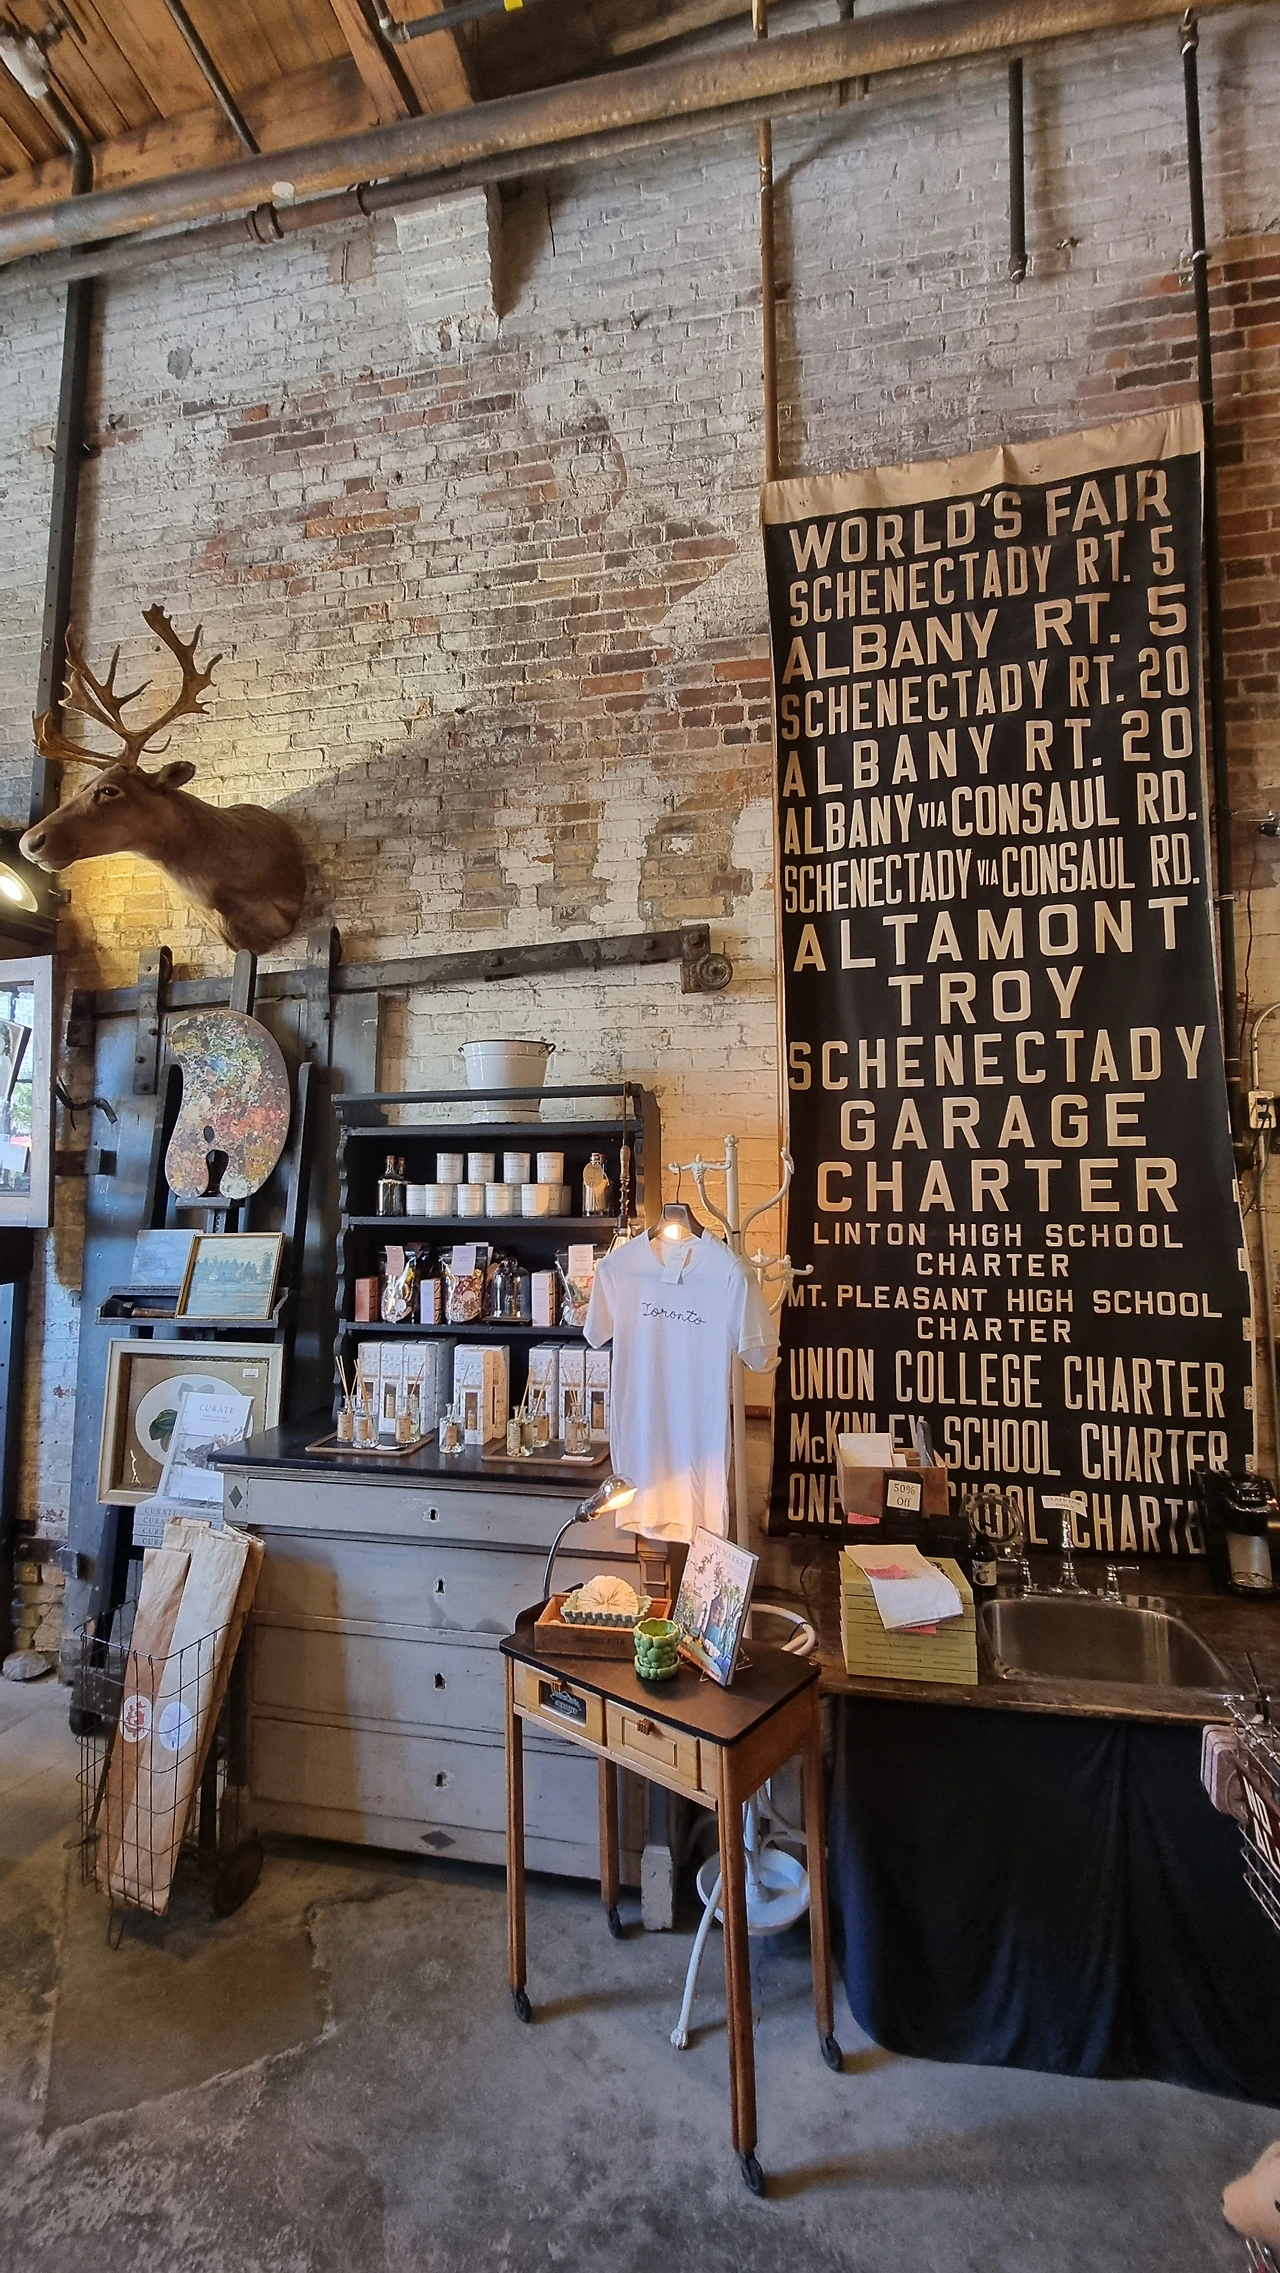 WORLD'S FAIR
SCHENECTADY RT. 5
ALBANY RT. 5
SCHENECTADY RT. 20
ALBANY RT. 20
ALBANY VIA CONSAUL RD.
SCHENECTADY VIA CONSAUL RD.
ALTAMONT
TROY
SCHENECTADY
GARAGE
CHARTER
LINTON HIGH SCHOOL
CHARTER
MT. PLEASANT HIGH SCHOOL
CHARTER
UNION COLLEGE CHARTER
McKINLEY SCHOOL CHARTER
Toronto
CURATE
50%
Off